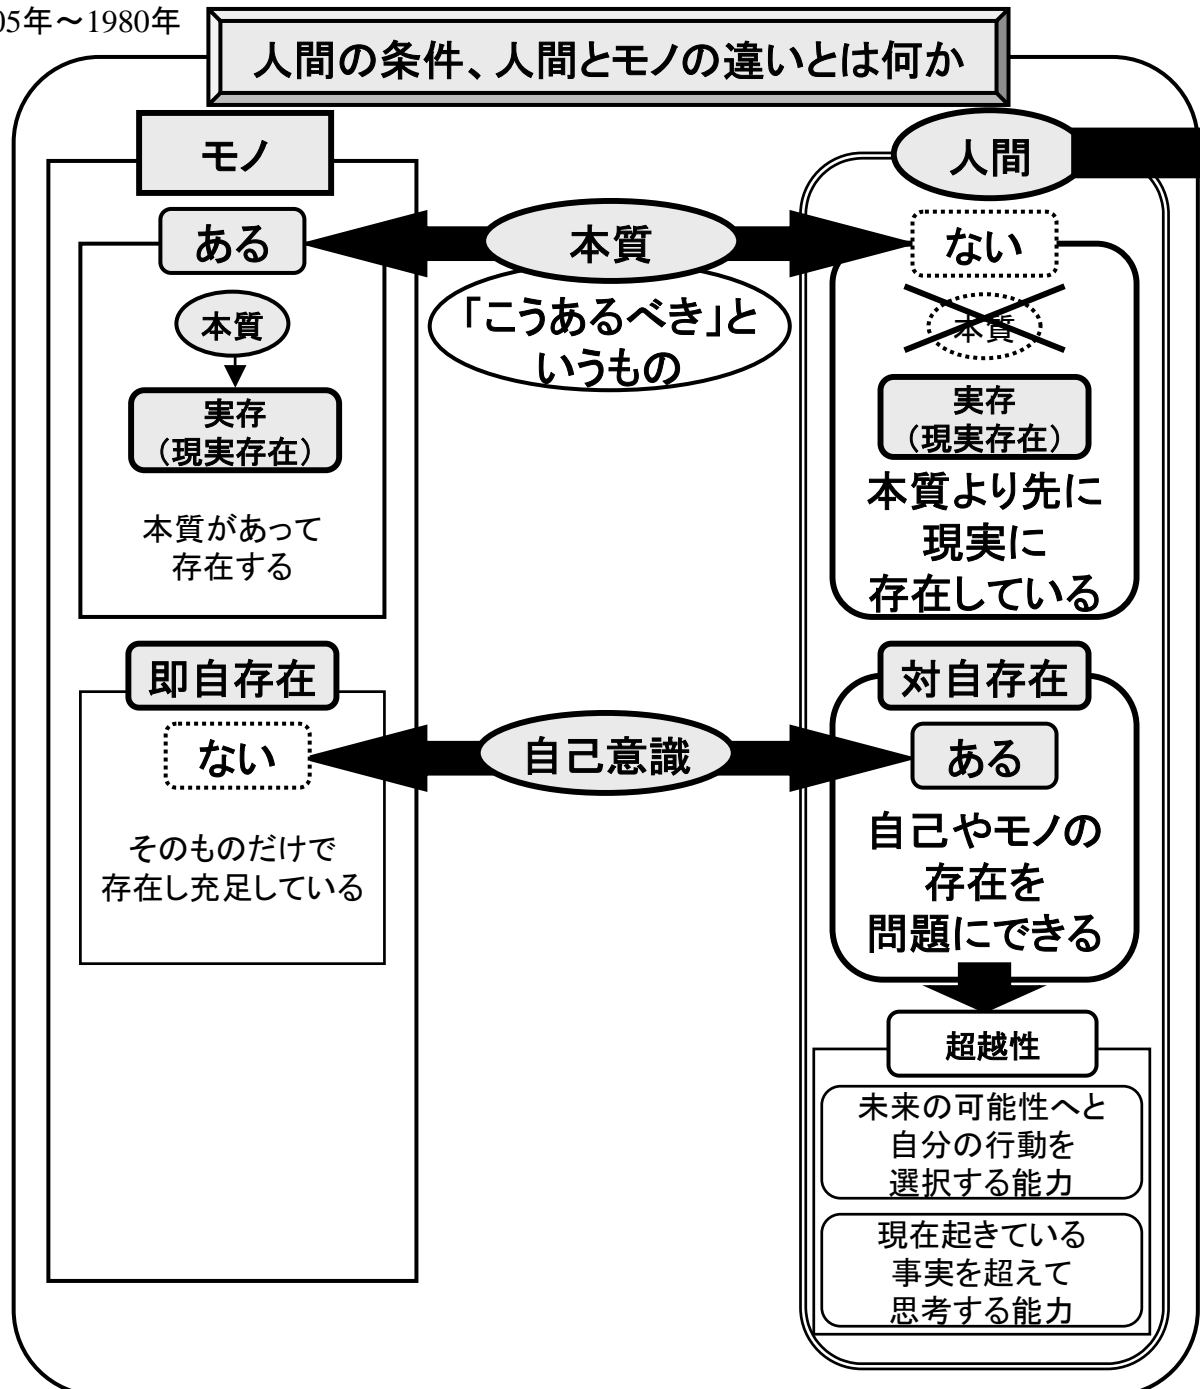 05年～1980年
人間の条件、人間とモノの違いとは何か
モノ
ある
本質
実存
（現実存在）
本質があって
存在する
即自存在
ない
そのものだけで
存在し充足している
本質
「こうあるべき」と
いうもの
自己意識
人間
ない
本質
実存
（現実存在）
本質より先に
現実に
存在している
対自存在
ある
自己やモノの
存在を
問題にできる
超越性
未来の可能性へと
自分の行動を
選択する能力
現在起きている
事実を超えて
思考する能力